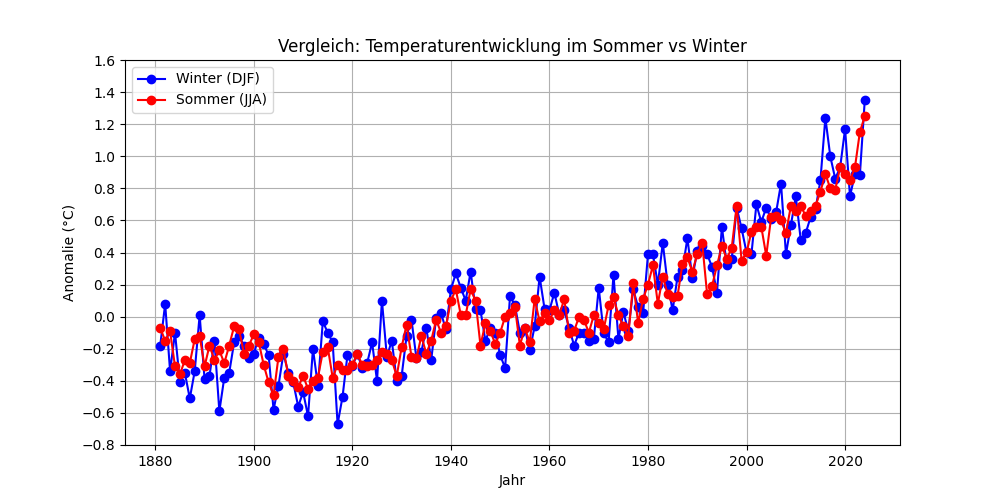 Vergleich: Temperaturentwicklung im Sommer vs Winter
Winter (DJF)
Sommer (JJA)
Anomalie (°C)
1.6
1.4
1.2
1.0
0.8
0.6
0.4
0.2
0.0
−0.2
−0.4
−0.6
−0.8
1880 1900 1920 1940 1960 1980 2000 2020
Jahr